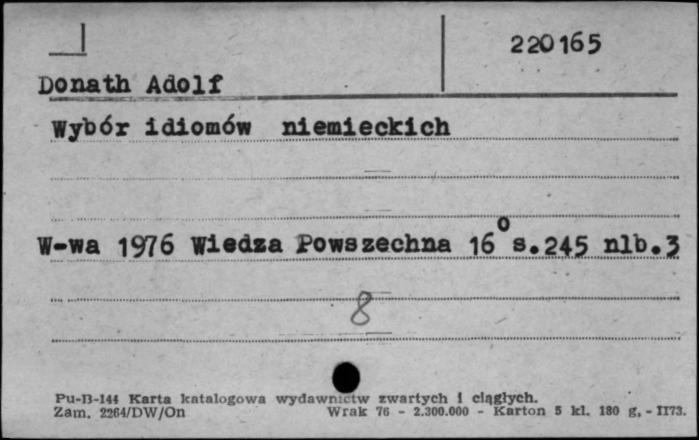 220165
Donath Adolf
Wybór idiomów niemieckich
W-wa 1976 Wiedza Powszechna 16° s.245 nlb.3
8
Pu-B-144 Karta katalogowa wydawnictw zwartych i ciągłych.
Zam. 2264/DW/On Wrak 76 - 2.300.000 - Karton 5 kl. 180 g. - II73.